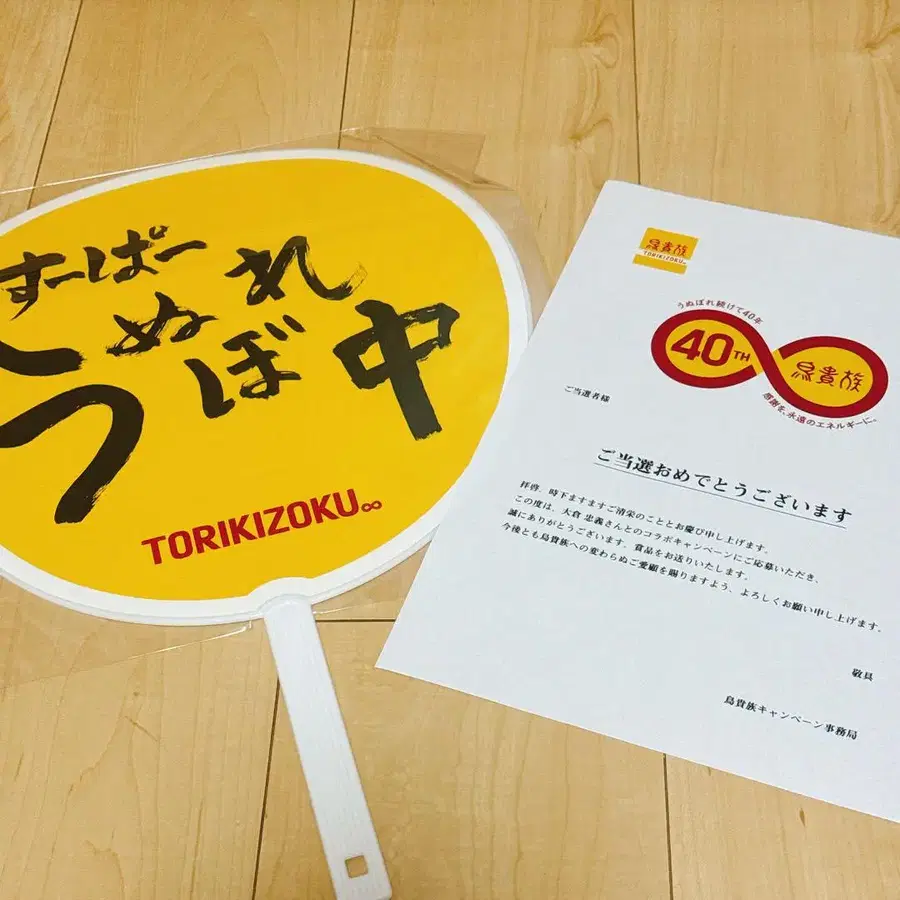 すーぱー
うぬぼれ中
TORIKIZOKU∞
鳥貴族
TORIKIZOKU∞
うぬぼれ続けて40年
40TH 鳥貴族
感謝を、永遠のエネルギーに。
ご当選者様
ご当選おめでとうございます
拝啓、時下ますますご清栄のこととお慶び申し上げます。
この度は、大倉 忠義さんとのコラボキャンペーンにご応募いただき、
誠にありがとうございます。賞品をお送りいたします。
今後とも鳥貴族への変わらぬご愛顧を賜りますよう、よろしくお願い申し上げます。
敬具
鳥貴族キャンペーン事務局